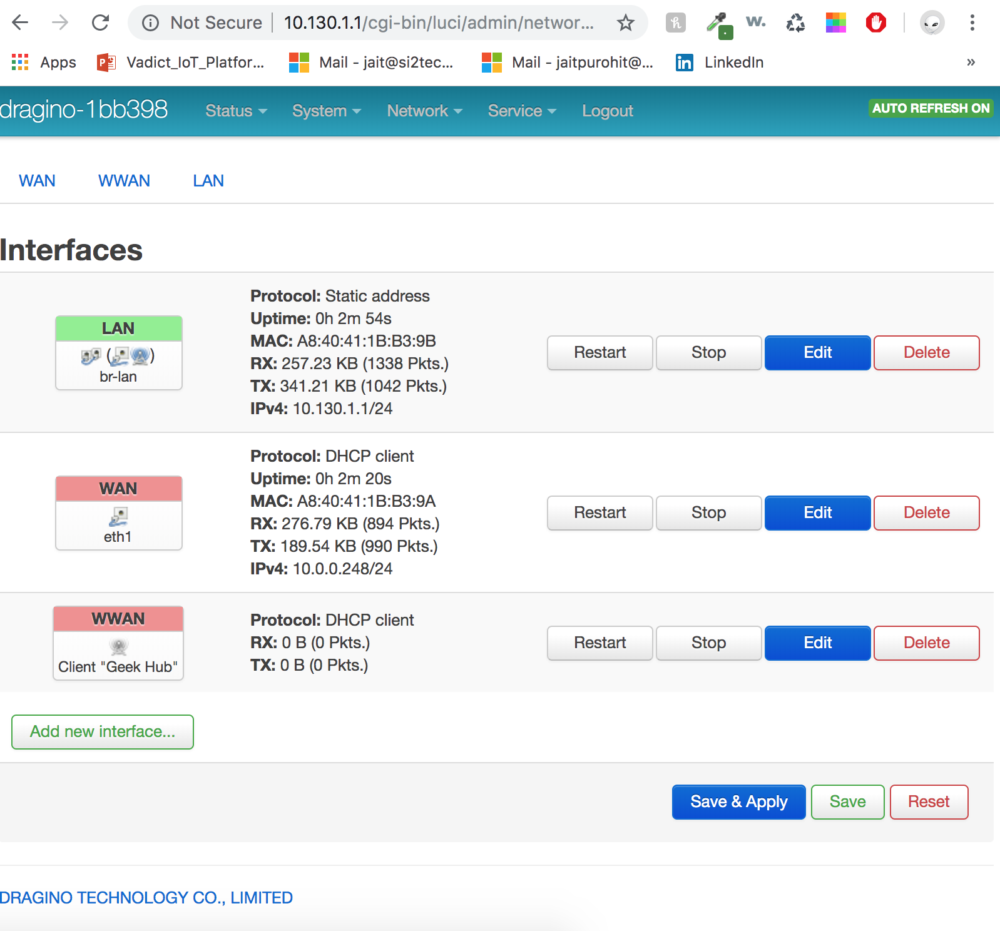 Not Secure 10.130.1.1/cgi-bin/luci/admin/networ...
Apps Vadict_IoT_Platfor... Mail - jait@si2tec... Mail - jaitpurohit@... LinkedIn »
dragino-1bb398 Status System Network Service Logout AUTO REFRESH ON
WAN WWAN LAN
Interfaces
LAN
br-lan
Protocol: Static address
Uptime: 0h 2m 54s
MAC: A8:40:41:1B:B3:9B
RX: 257.23 KB (1338 Pkts.)
TX: 341.21 KB (1042 Pkts.)
IPv4: 10.130.1.1/24
Restart Stop Edit Delete
WAN
eth1
Protocol: DHCP client
Uptime: 0h 2m 20s
MAC: A8:40:41:1B:B3:9A
RX: 276.79 KB (894 Pkts.)
TX: 189.54 KB (990 Pkts.)
IPv4: 10.0.0.248/24
Restart Stop Edit Delete
WWAN
Client "Geek Hub"
Protocol: DHCP client
RX: 0 B (0 Pkts.)
TX: 0 B (0 Pkts.)
Restart Stop Edit Delete
Add new interface...
Save & Apply Save Reset
DRAGINO TECHNOLOGY CO., LIMITED